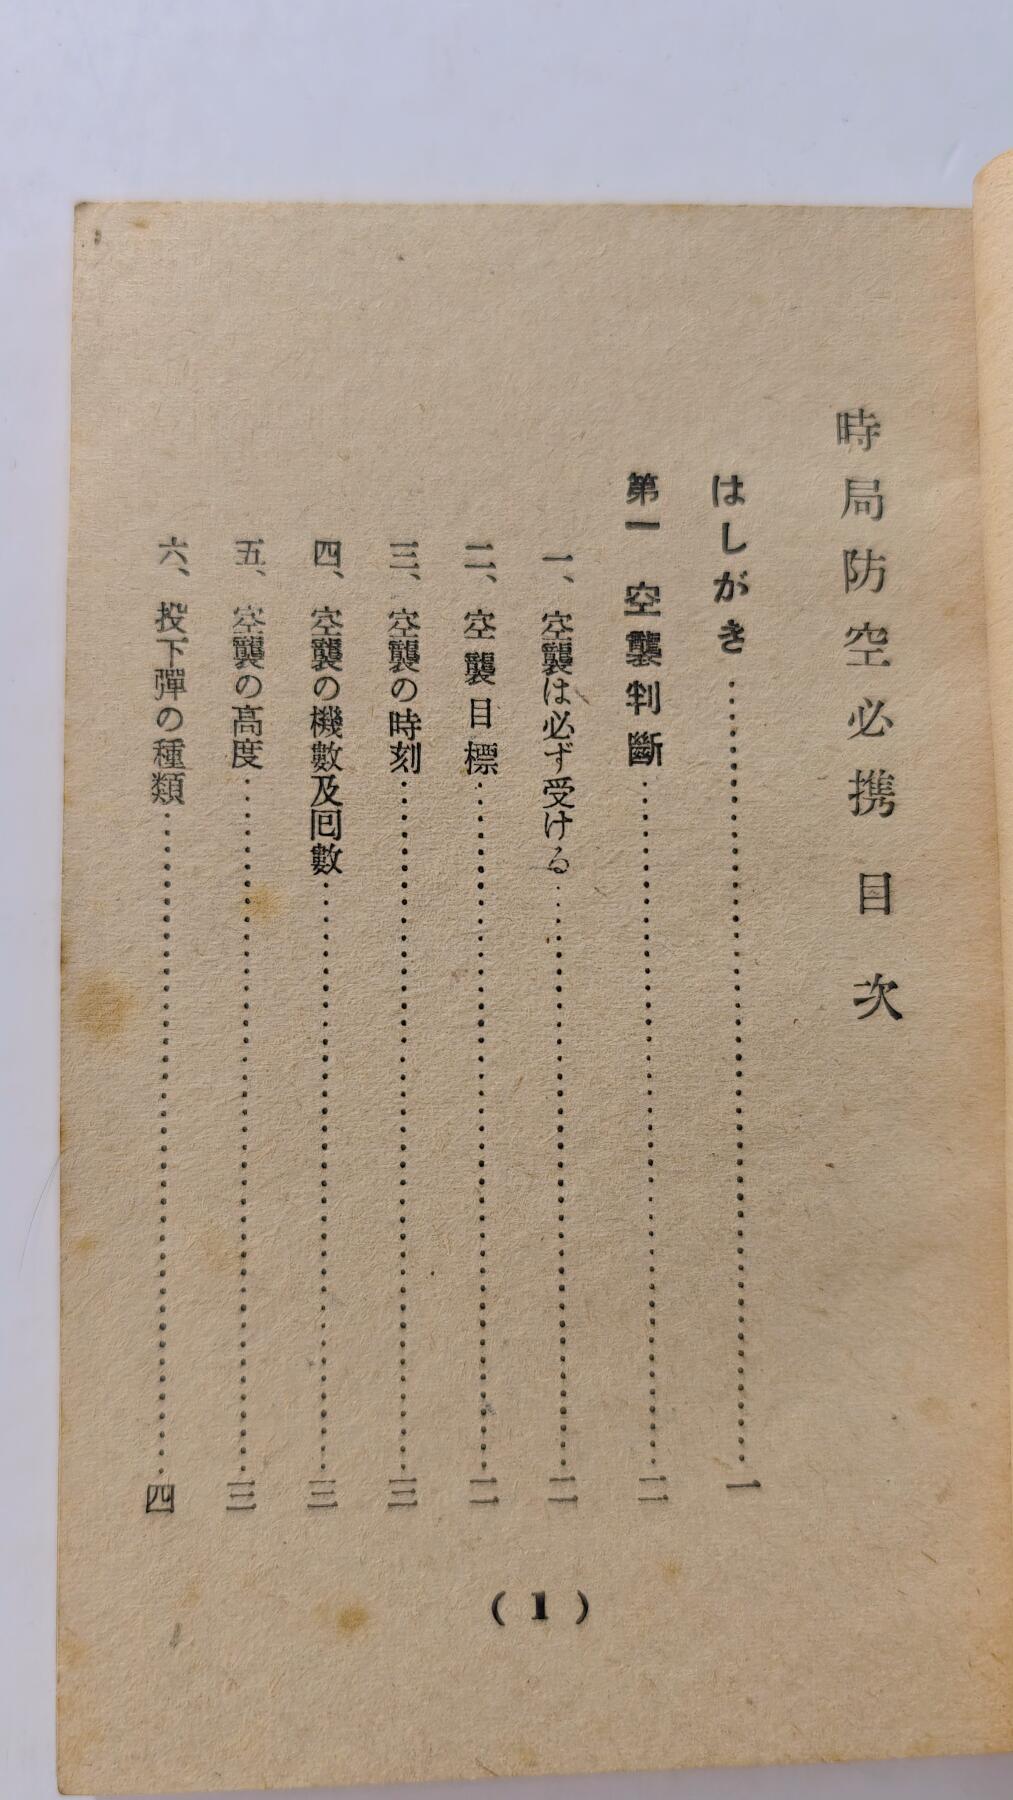 時局防空必携 目次
はしがき……………………一
第一 空襲判斷……………………二
一、空襲は必ず受ける……………………二
二、空襲目標……………………二
三、空襲の時刻……………………三
四、空襲の機數及囘數……………………三
五、空襲の高度……………………三
六、投下彈の種類……………………四
(1)